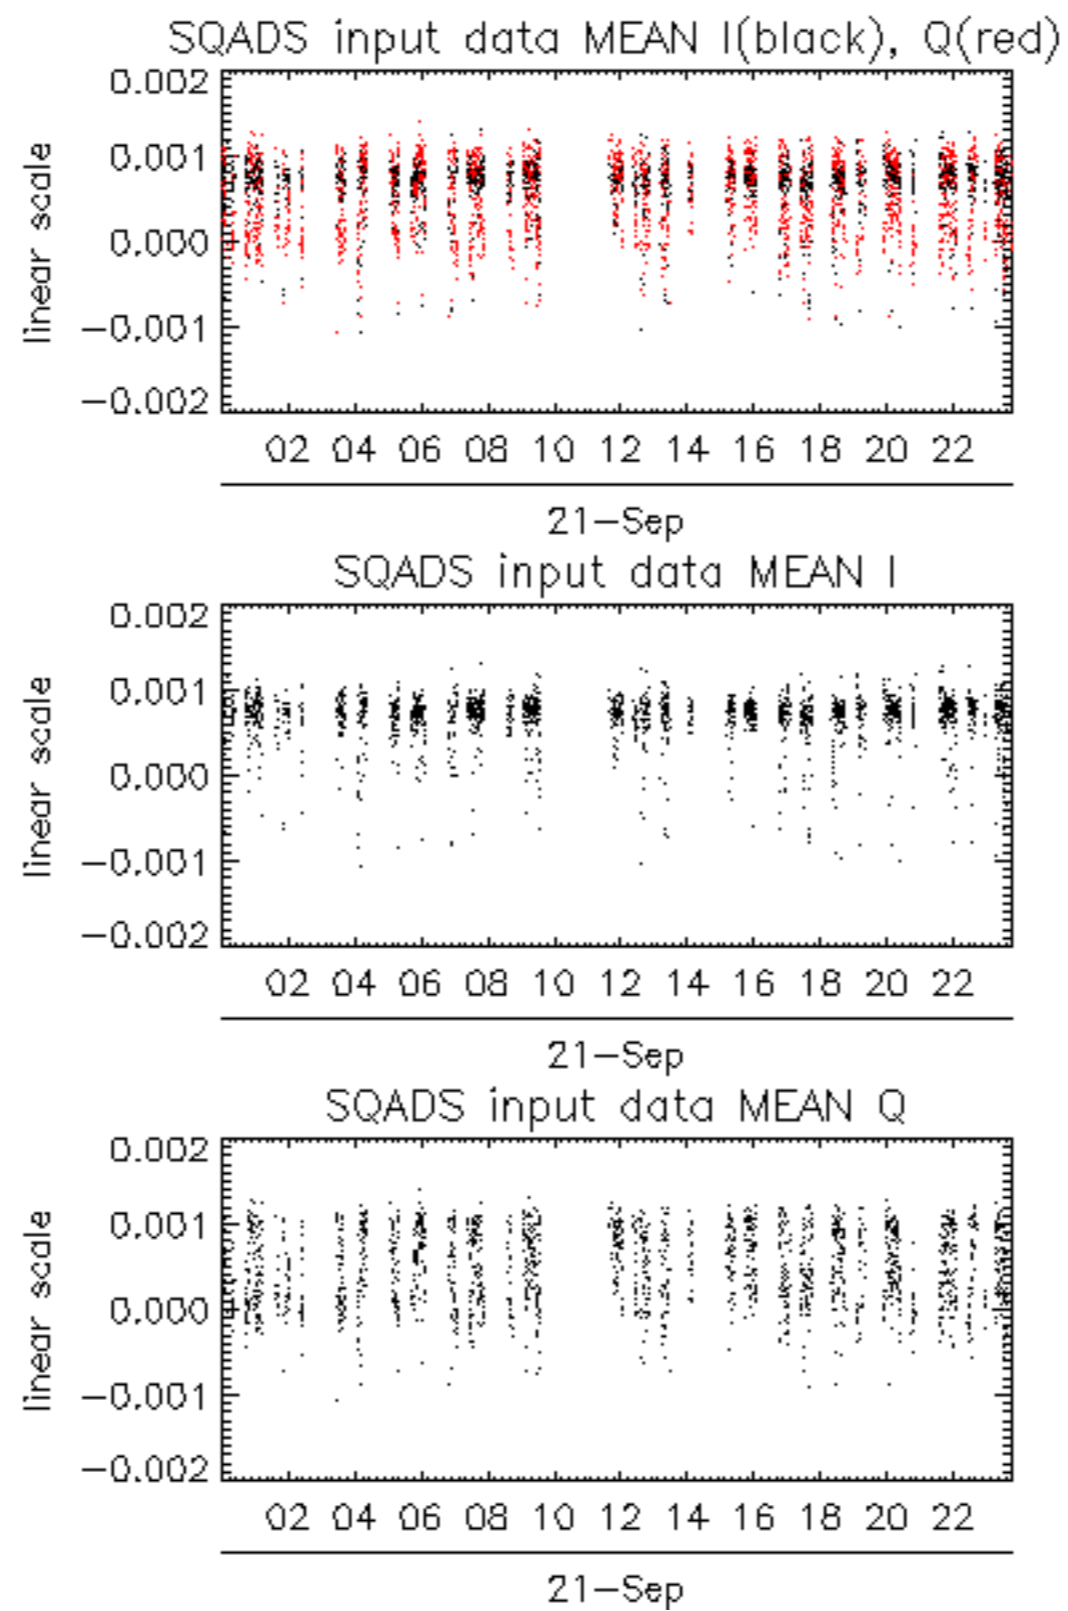 SQADS input data MEAN I(black), Q(red)
0.002
0.001
0.000
−0.001
−0.002
linear scale
02 04 06 08 10 12 14 16 18 20 22
21−Sep
SQADS input data MEAN I
0.002
0.001
0.000
−0.001
−0.002
linear scale
02 04 06 08 10 12 14 16 18 20 22
21−Sep
SQADS input data MEAN Q
0.002
0.001
0.000
−0.001
−0.002
linear scale
02 04 06 08 10 12 14 16 18 20 22
21−Sep